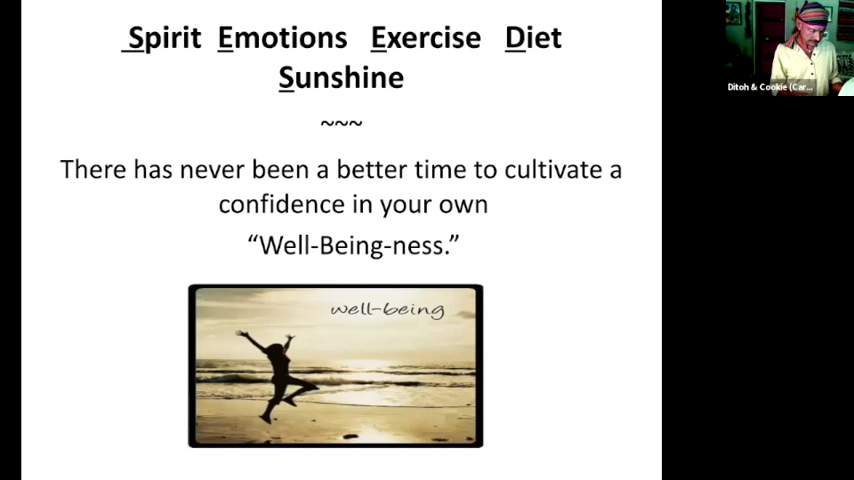 Spirit Emotions Exercise Diet
Sunshine
~~~
There has never been a better time to cultivate a
confidence in your own
“Well-Being-ness.”
well-being
Ditoh & Cookie (Car...